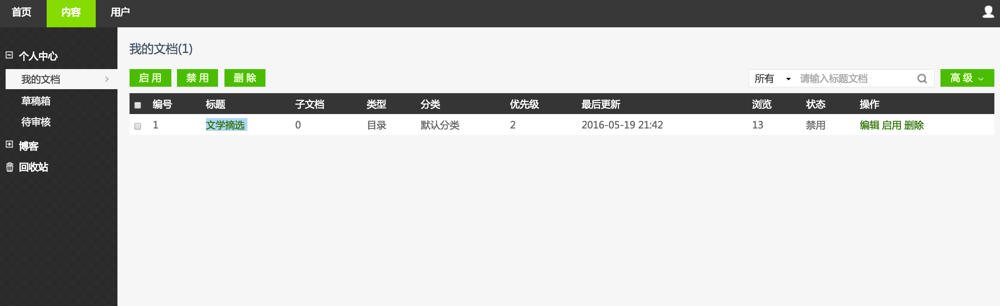 首页 内容 用户
个人中心
我的文档
草稿箱
待审核
博客
回收站
我的文档(1)
启用 禁用 删除 所有 请输入标题文档 高级
编号 标题 子文档 类型 分类 优先级 最后更新 浏览 状态 操作
1 文学摘选 0 目录 默认分类 2 2016-05-19 21:42 13 禁用 编辑 启用 删除